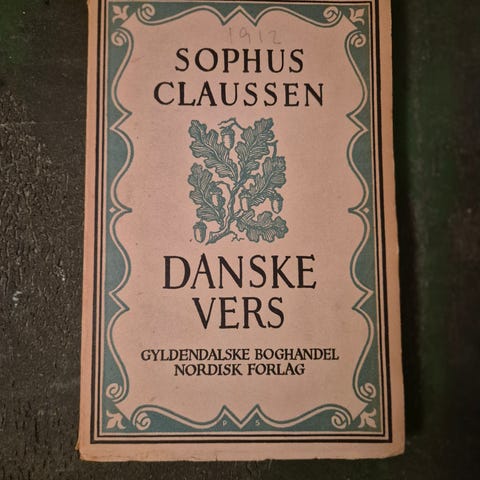 1912
SOPHUS
CLAUSSEN
DANSKE
VERS
GYLDENDALSKE BOGHANDEL
NORDISK FORLAG
P S